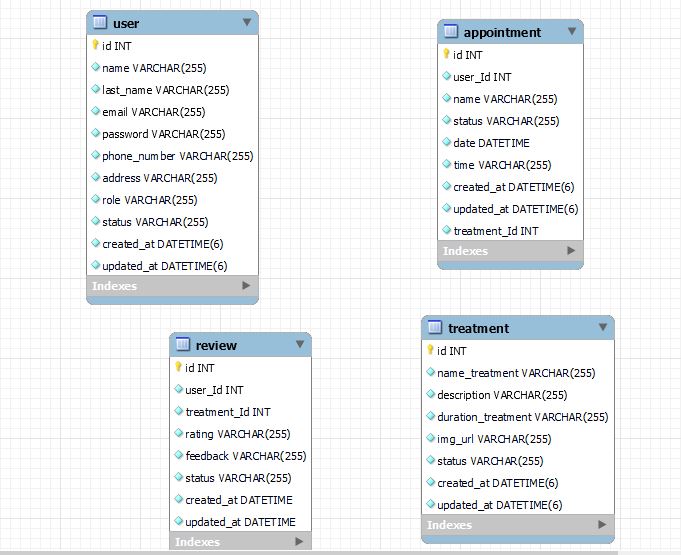 user
id INT
name VARCHAR(255)
last_name VARCHAR(255)
email VARCHAR(255)
password VARCHAR(255)
phone_number VARCHAR(255)
address VARCHAR(255)
role VARCHAR(255)
status VARCHAR(255)
created_at DATETIME(6)
updated_at DATETIME(6)
Indexes
appointment
id INT
user_Id INT
name VARCHAR(255)
status VARCHAR(255)
date DATETIME
time VARCHAR(255)
created_at DATETIME(6)
updated_at DATETIME(6)
treatment_Id INT
Indexes
review
id INT
user_Id INT
treatment_Id INT
rating VARCHAR(255)
feedback VARCHAR(255)
status VARCHAR(255)
created_at DATETIME
updated_at DATETIME
Indexes
treatment
id INT
name_treatment VARCHAR(255)
description VARCHAR(255)
duration_treatment VARCHAR(255)
img_url VARCHAR(255)
status VARCHAR(255)
created_at DATETIME(6)
updated_at DATETIME(6)
Indexes